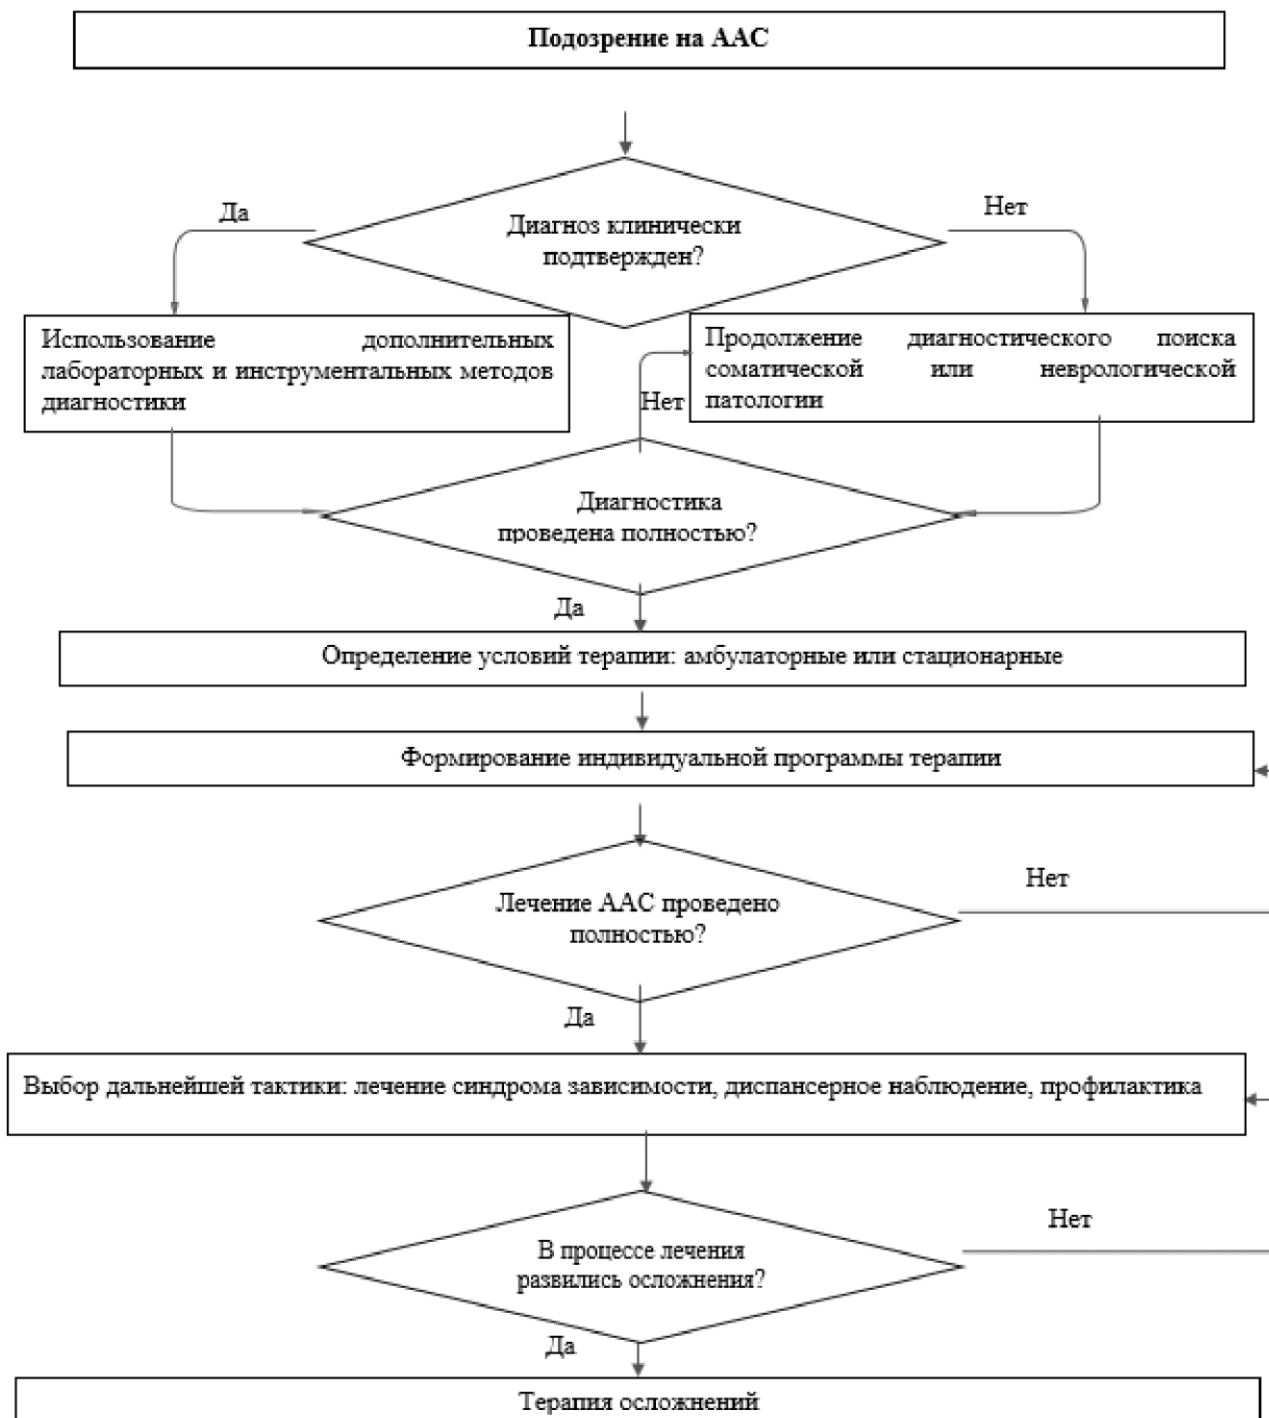 Подозрение на ААС
Да
Нет
Диагноз клинически
подтвержден?
Использование дополнительных
лабораторных и инструментальных методов
диагностики
Продолжение диагностического поиска
соматической или неврологической
патологии
Нет
Диагностика
проведена полностью?
Да
Определение условий терапии: амбулаторные или стационарные
Формирование индивидуальной программы терапии
Лечение ААС проведено
полностью?
Нет
Да
Выбор дальнейшей тактики: лечение синдрома зависимости, диспансерное наблюдение, профилактика
Нет
В процессе лечения
развились осложнения?
Да
Терапия осложнений